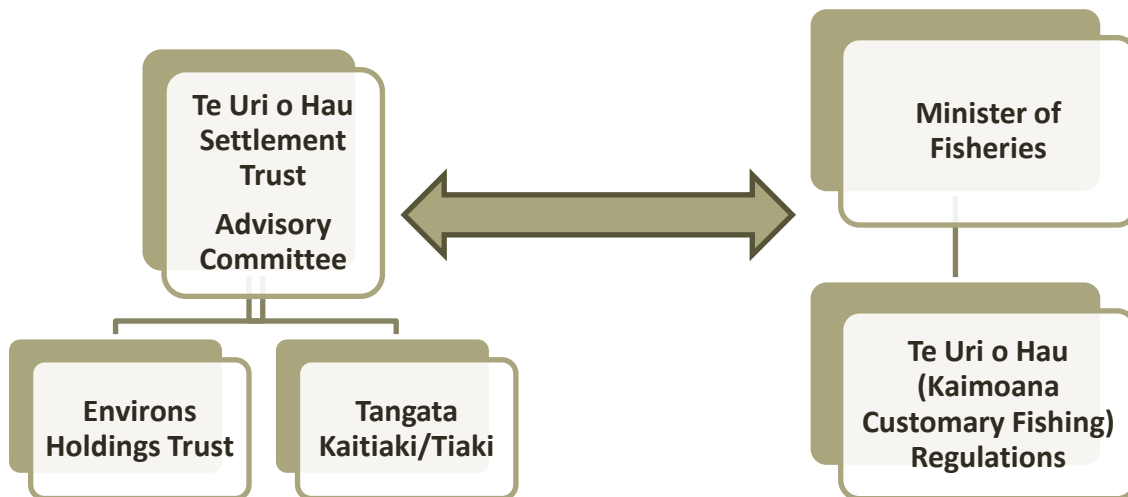 Te Uri o Hau
Settlement
Trust
Advisory
Committee
Minister of
Fisheries
Environs
Holdings Trust
Tangata
Kaitiaki/Tiaki
Te Uri o Hau
(Kaimoana
Customary Fishing)
Regulations